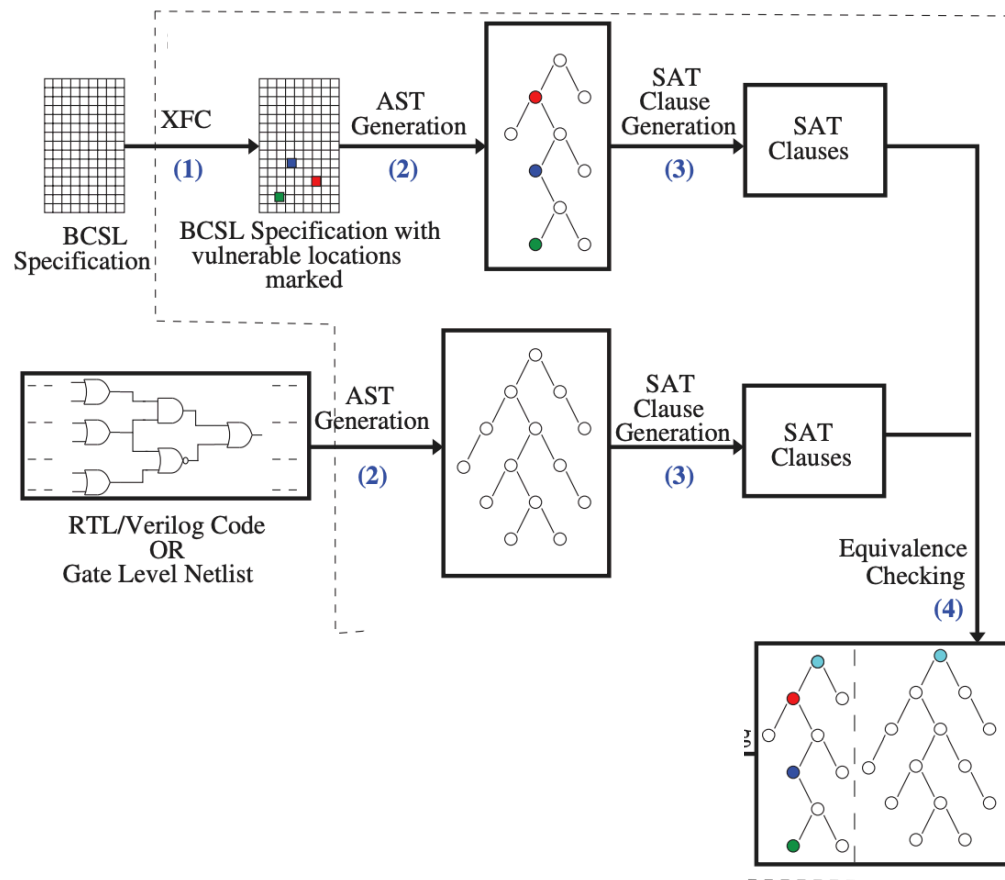 XFC
(1)
AST
Generation
(2)
SAT
Clause
Generation
(3)
SAT
Clauses
BCSL
Specification
BCSL Specification with
vulnerable locations
marked
AST
Generation
(2)
SAT
Clause
Generation
(3)
SAT
Clauses
RTL/Verilog Code
OR
Gate Level Netlist
Equivalence
Checking
(4)